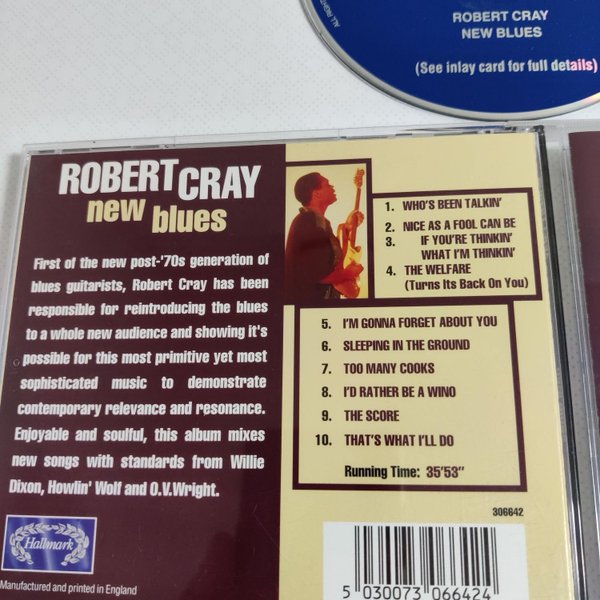 ALL RIGHT
ROBERT CRAY
NEW BLUES
(See inlay card for full details)
ROBERT CRAY
new blues
First of the new post-'70s generation of
blues guitarists, Robert Cray has been
responsible for reintroducing the blues
to a whole new audience and showing it's
possible for this most primitive yet most
sophisticated music to demonstrate
contemporary relevance and resonance.
Enjoyable and soulful, this album mixes
new songs with standards from Willie
Dixon, Howlin' Wolf and O.V.Wright.
Hallmark
Manufactured and printed in England
1. WHO'S BEEN TALKIN'
2. NICE AS A FOOL CAN BE
3. IF YOU'RE THINKIN'
WHAT I'M THINKIN'
4. THE WELFARE
(Turns Its Back On You)
5. I'M GONNA FORGET ABOUT YOU
6. SLEEPING IN THE GROUND
7. TOO MANY COOKS
8. I'D RATHER BE A WINO
9. THE SCORE
10. THAT'S WHAT I'LL DO
Running Time: 35'53"
306642
5 030073 066424